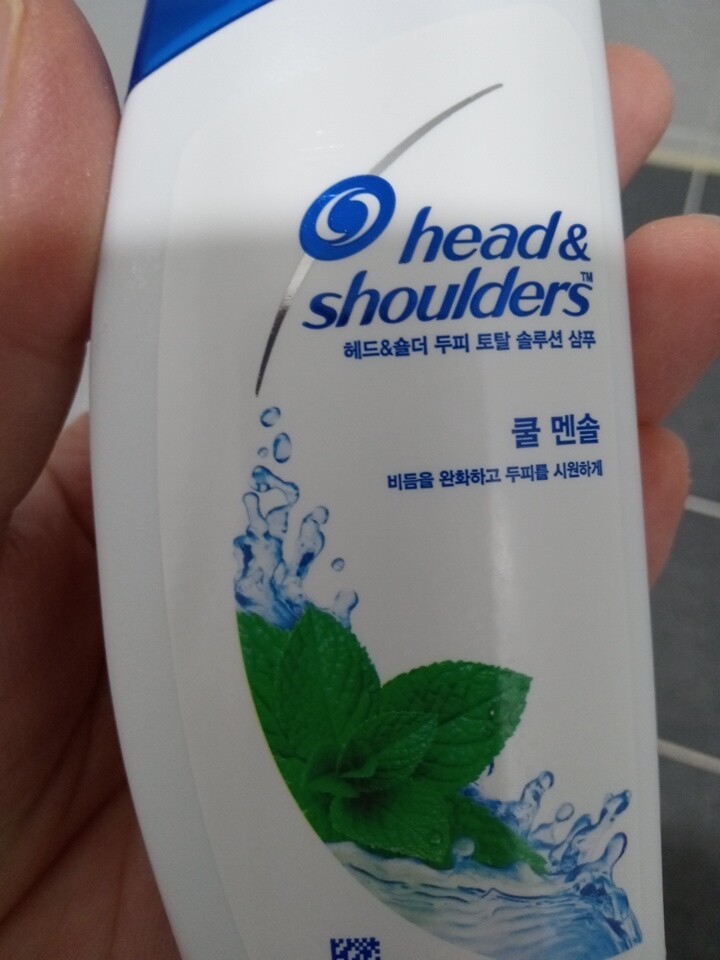 head &
shoulders™
헤드&숄더 두피 토탈 솔루션 샴푸
쿨 멘솔
비듬을 완화하고 두피를 시원하게